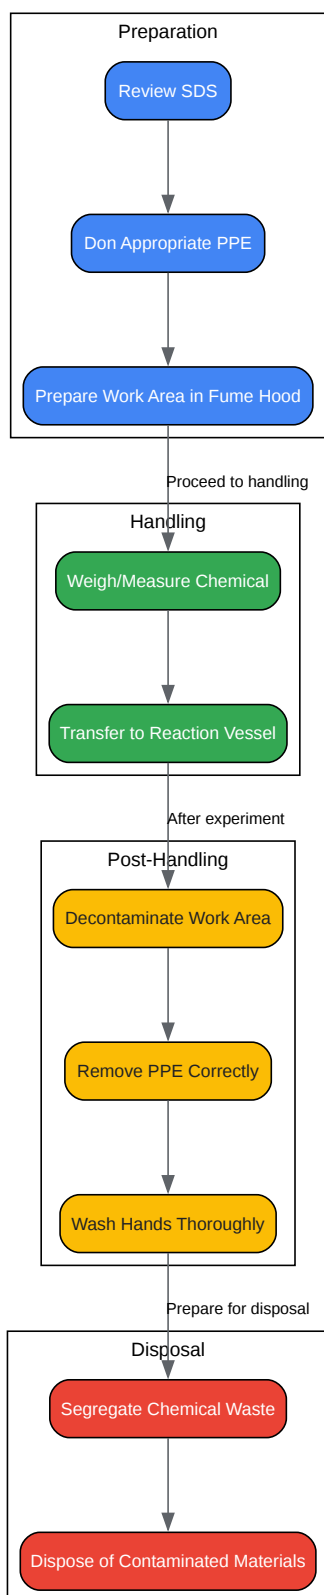 Preparation
Review SDS
Don Appropriate PPE
Prepare Work Area in Fume Hood
Proceed to handling
Handling
Weigh/Measure Chemical
Transfer to Reaction Vessel
After experiment
Post-Handling
Decontaminate Work Area
Remove PPE Correctly
Wash Hands Thoroughly
Prepare for disposal
Disposal
Segregate Chemical Waste
Dispose of Contaminated Materials